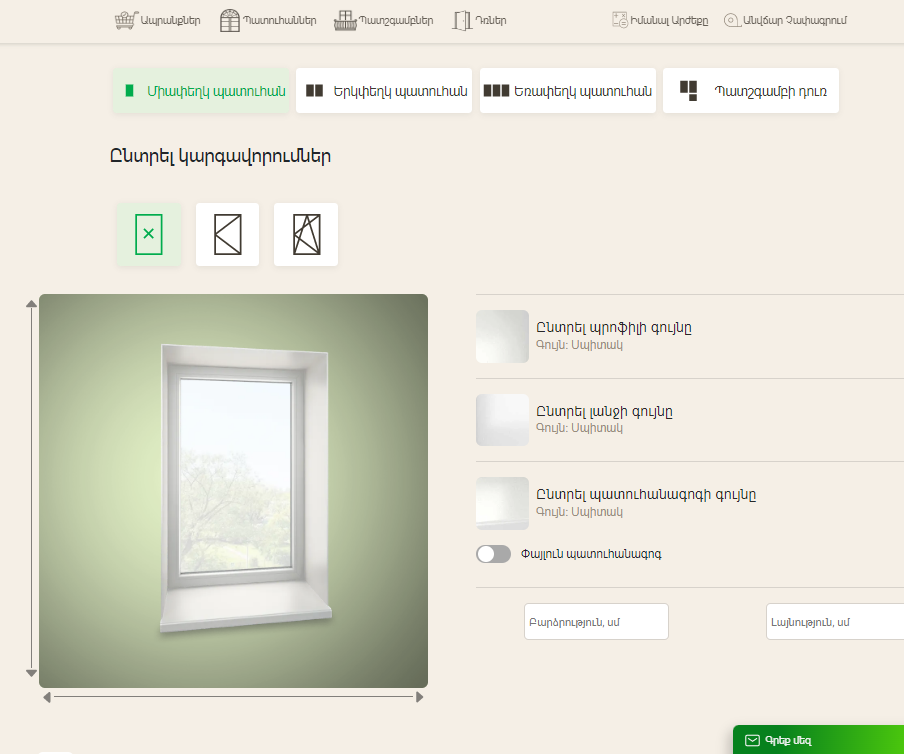 Ապրանքներ
Պատուհաններ
Պատշգամբներ
Դռներ
Իմանալ Արժեքը
Անվճար Չափագրում
Միափեղկ պատուհան
Երկփեղկ պատուհան
Եռափեղկ պատուհան
Պատշգամբի դուռ
Ընտրել կարգավորումներ
Ընտրել պրոֆիլի գույնը
Գույն: Սպիտակ
Ընտրել լանջի գույնը
Գույն: Սպիտակ
Ընտրել պատուհանագոգի գույնը
Գույն: Սպիտակ
Փայլուն պատուհանագոգ
Բարձրություն, սմ
Լայնություն, սմ
Գրեք մեզ